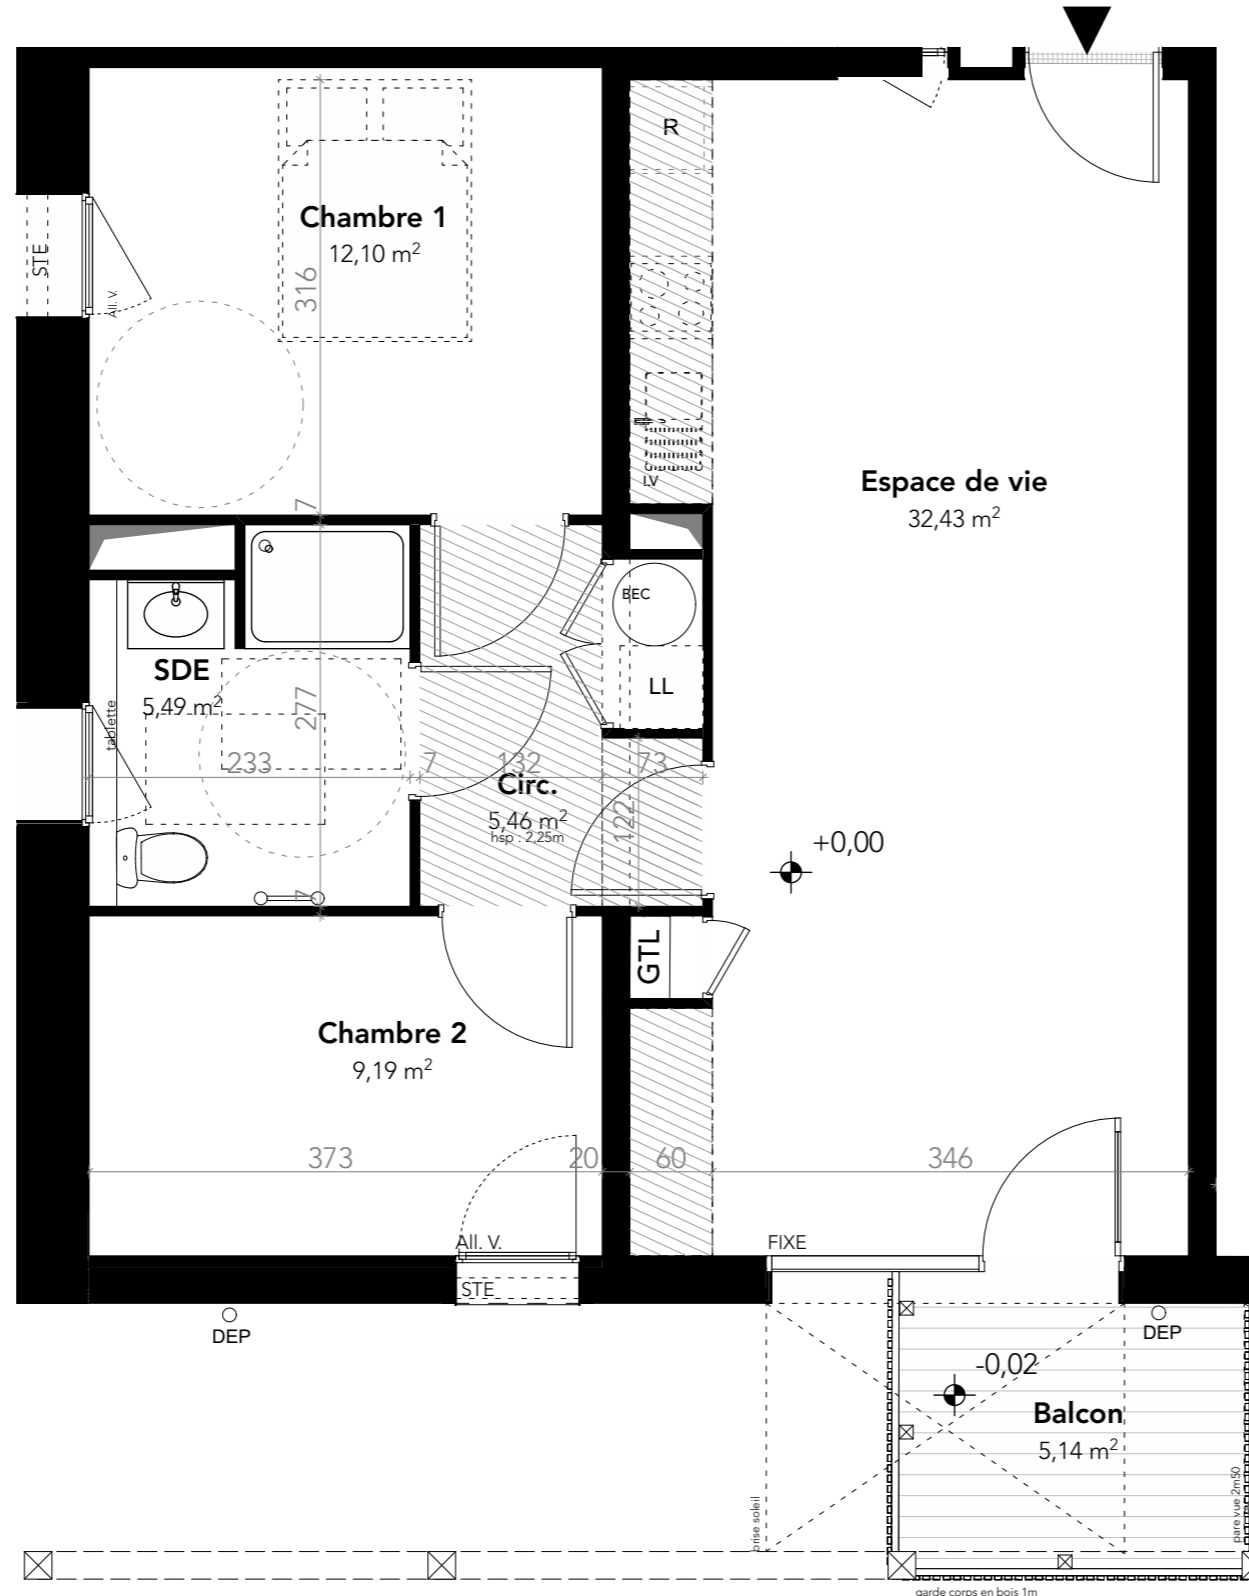 R
Chambre 1
12,10 m²
STE
All. V.
316
LV
Espace de vie
32,43 m²
7
BEC
LL
SDE
5,49 m²
tablette
277
233
7
132
73
Circ.
5,46 m²
hsp : 2,25m
122
+0,00
7
GTL
Chambre 2
9,19 m²
373
20
60
346
All. V.
STE
FIXE
DEP
DEP
-0,02
Balcon
5,14 m²
brise soleil
pare vue 2m50
garde corps en bois 1m